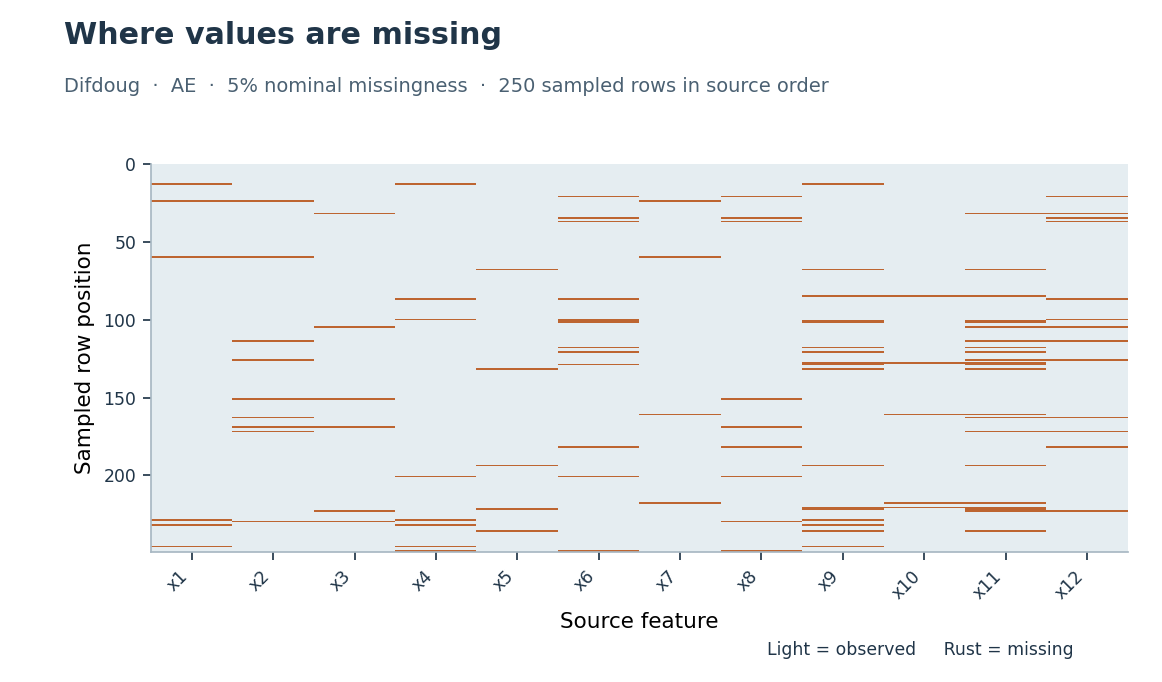 Where values are missing
Difdoug · AE · 5% nominal missingness · 250 sampled rows in source order
Sampled row position
0
50
100
150
200
x1 x2 x3 x4 x5 x6 x7 x8 x9 x10 x11 x12
Source feature
Light = observed Rust = missing